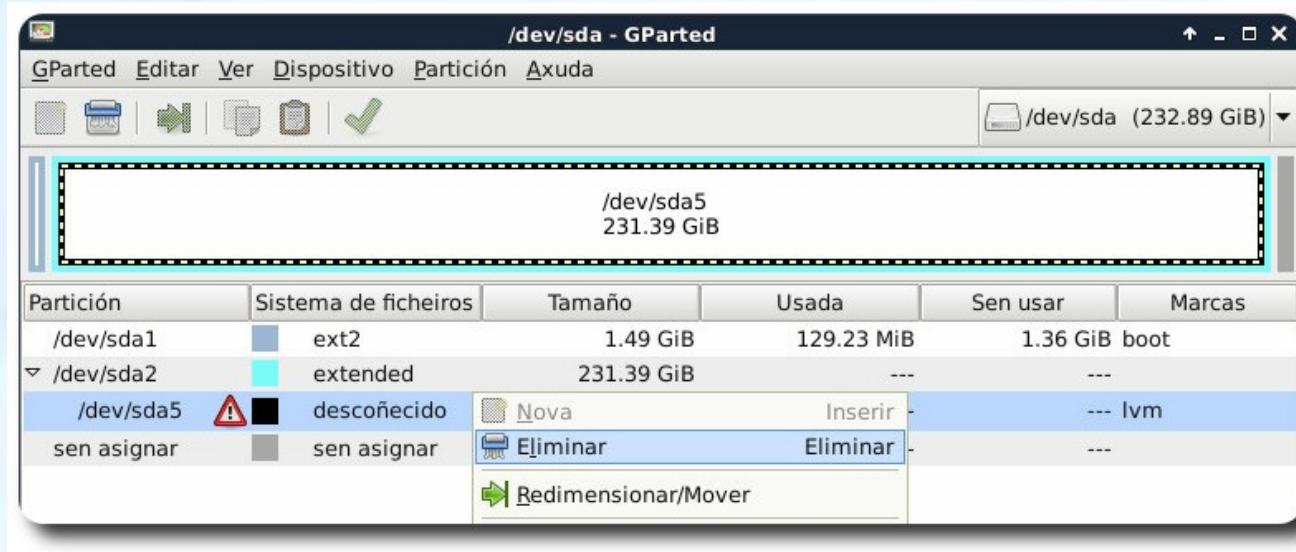 /dev/sda - GParted
GParted Editar Ver Dispositivo Partición Axuda
/dev/sda (232.89 GiB)
/dev/sda5
231.39 GiB
Partición Sistema de ficheiros Tamaño Usada Sen usar Marcas
/dev/sda1 ext2 1.49 GiB 129.23 MiB 1.36 GiB boot
/dev/sda2 extended 231.39 GiB --- ---
/dev/sda5 descoñecido --- lvm
sen asignar sen asignar ---
Nova Inserir
Eliminar Eliminar
Redimensionar/Mover